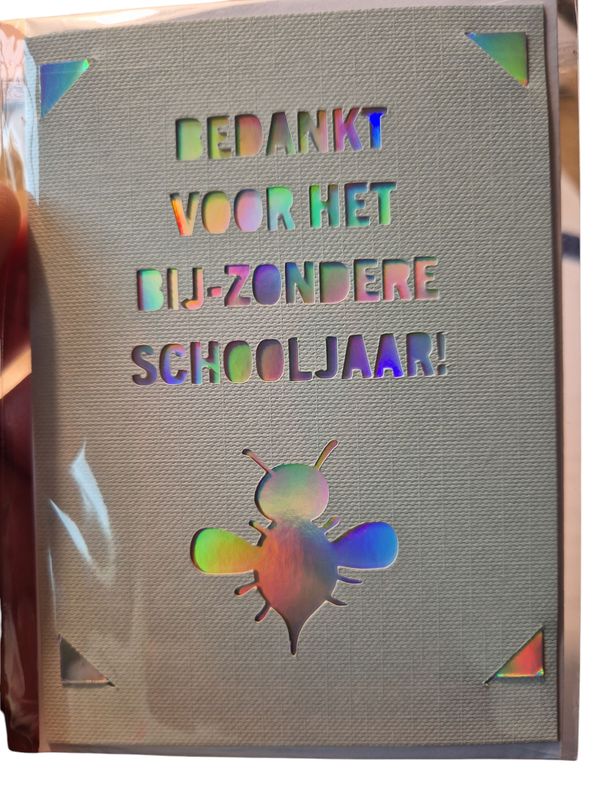 BEDANKT
VOOR HET
BIJ-ZONDERE
SCHOOLJAAR!